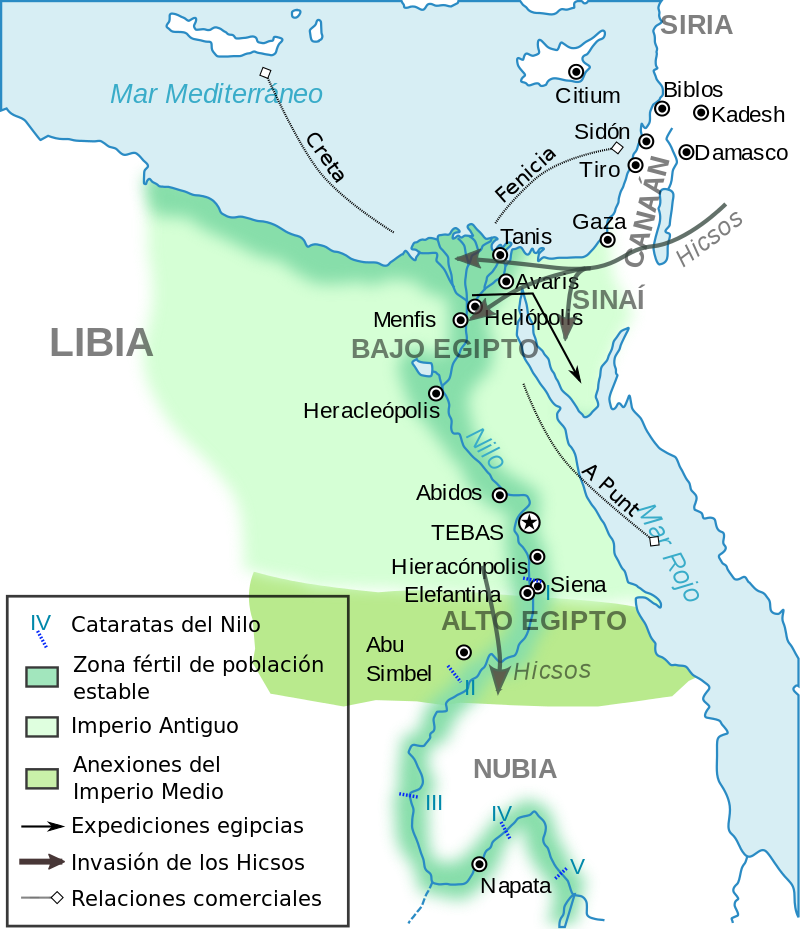 SIRIA
Mar Mediterráneo
Citium
Biblos
Kadesh
Sidón
Damasco
Creta
Fenicia
Tiro
CANAÁN
Gaza
Hicsos
Tanis
Avaris
SINAÍ
Heliópolis
Menfis
LIBIA
BAJO EGIPTO
Heracleópolis
Nilo
Abidos
A Punt
Mar Rojo
TEBAS
Hieracónpolis
I
Siena
Elefantina
ALTO EGIPTO
Abu
Simbel
Hicsos
II
NUBIA
III
IV
V
Napata
IV
Cataratas del Nilo
Zona fértil de población
estable
Imperio Antiguo
Anexiones del
Imperio Medio
Expediciones egipcias
Invasión de los Hicsos
Relaciones comerciales